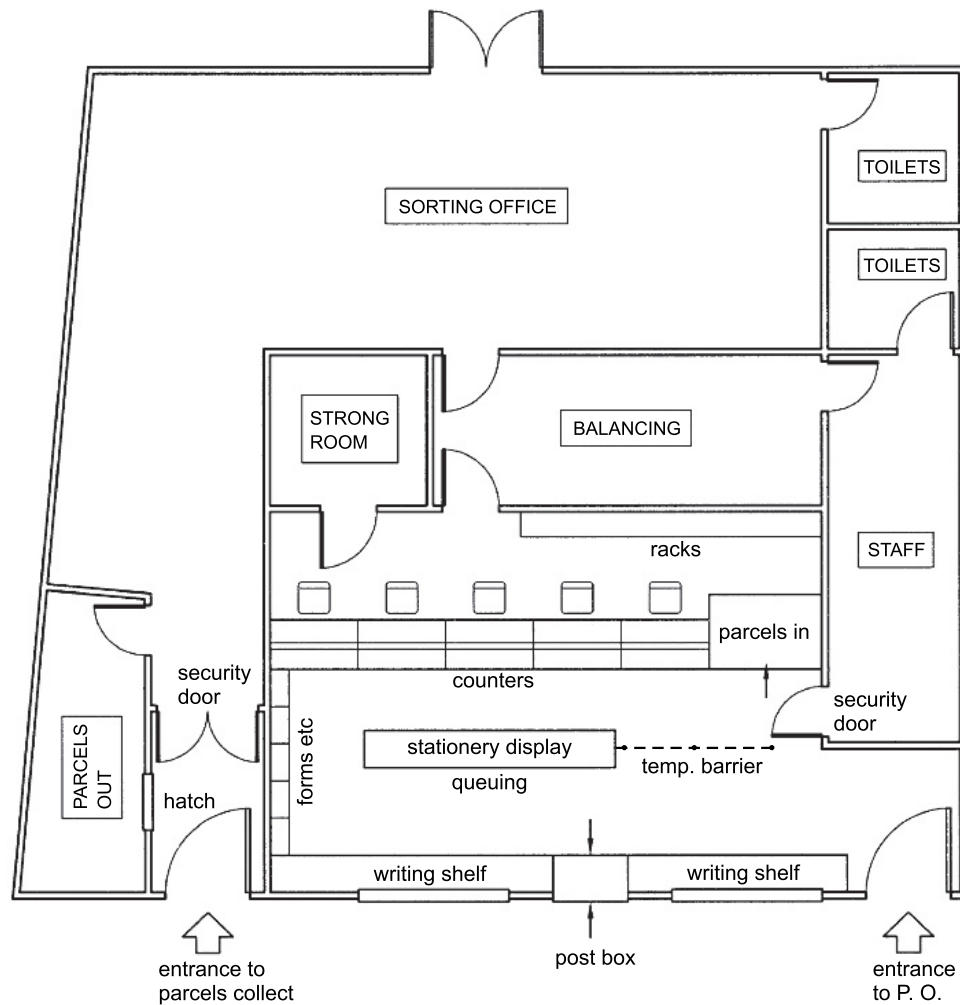 TOILETS
SORTING OFFICE
TOILETS
STRONG
ROOM
BALANCING
racks
STAFF
parcels in
counters
security
door
security
door
stationery display
temp. barrier
queuing
forms etc
PARCELS
OUT
hatch
writing shelf
writing shelf
post box
entrance to
parcels collect
entrance
to P. O.